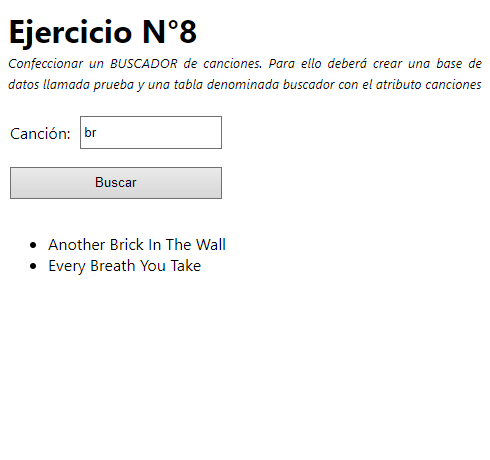 Ejercicio N°8
Confeccionar un BUSCADOR de canciones. Para ello deberá crear una base de
datos llamada prueba y una tabla denominada buscador con el atributo canciones
Canción: br
Buscar
Another Brick In The Wall
Every Breath You Take